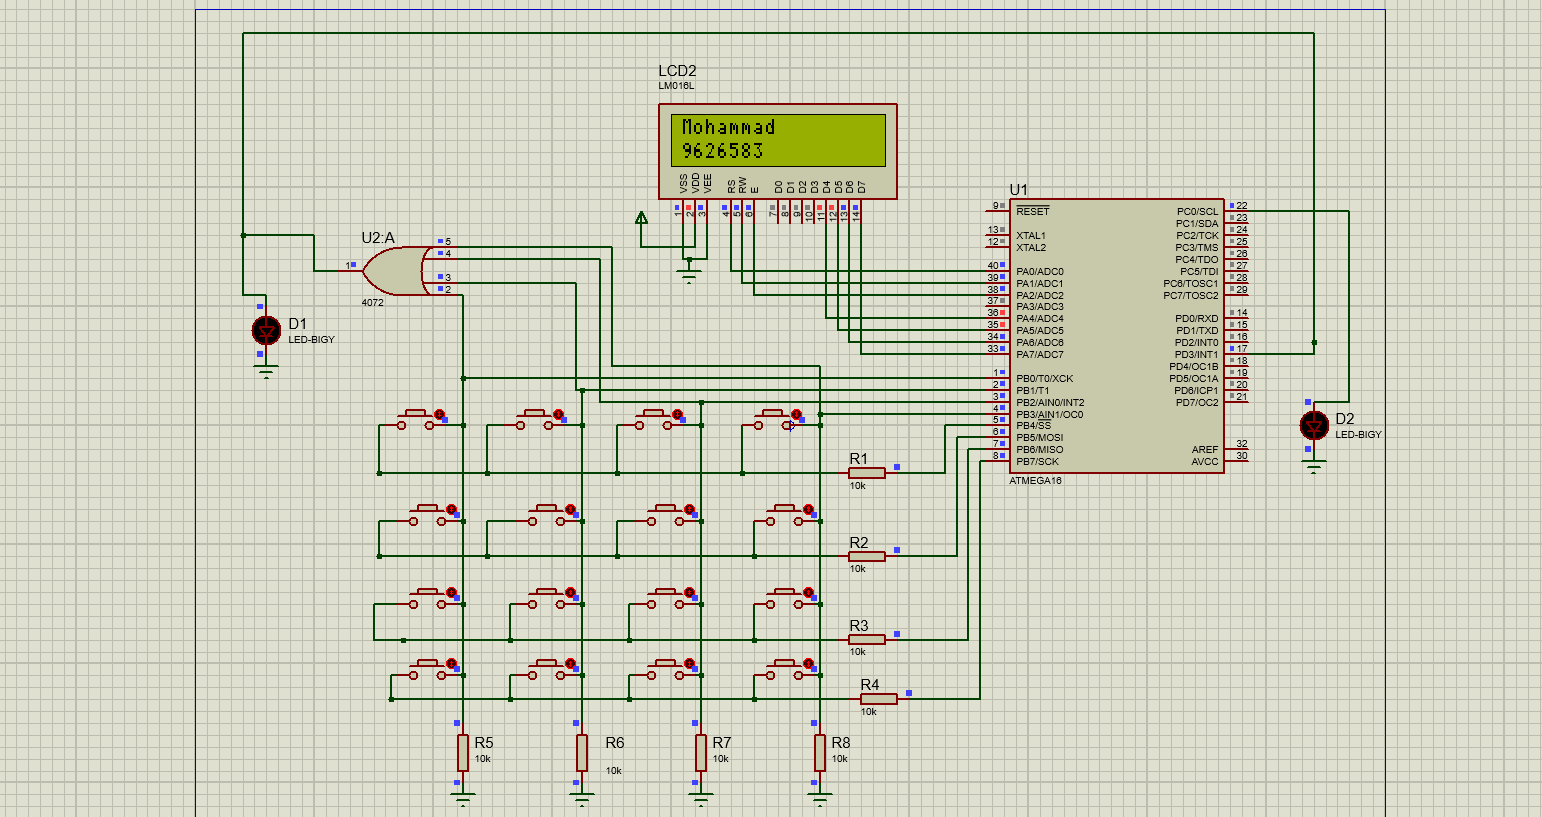 LCD2
LM016L
Mohammad
9626583
VSS VDD VEE RS RW E D0 D1 D2 D3 D4 D5 D6 D7
1 2 3 4 5 6 7 8 9 10 11 12 13 14
U2:A
1
5
4
3
2
4072
D1
LED-BIGY
U1
9 RESET
13 XTAL1
12 XTAL2
40 PA0/ADC0
39 PA1/ADC1
38 PA2/ADC2
37 PA3/ADC3
36 PA4/ADC4
35 PA5/ADC5
34 PA6/ADC6
33 PA7/ADC7
1 PB0/T0/XCK
2 PB1/T1
3 PB2/AIN0/INT2
4 PB3/AIN1/OC0
5 PB4/SS
6 PB5/MOSI
7 PB6/MISO
8 PB7/SCK
PC0/SCL 22
PC1/SDA 23
PC2/TCK 24
PC3/TMS 25
PC4/TDO 26
PC5/TDI 27
PC6/TOSC1 28
PC7/TOSC2 29
PD0/RXD 14
PD1/TXD 15
PD2/INT0 16
PD3/INT1 17
PD4/OC1B 18
PD5/OC1A 19
PD6/ICP1 20
PD7/OC2 21
AREF 32
AVCC 30
ATMEGA16
D2
LED-BIGY
R1
10k
R2
10k
R3
10k
R4
10k
R5
10k
R6
10k
R7
10k
R8
10k